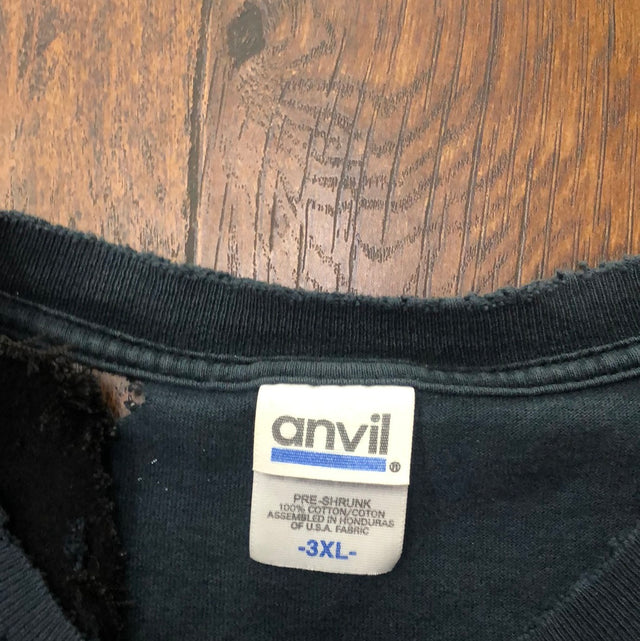 anvil
®
PRE-SHRUNK
100% COTTON/COTON
ASSEMBLED IN HONDURAS
OF U.S.A. FABRIC
-3XL-